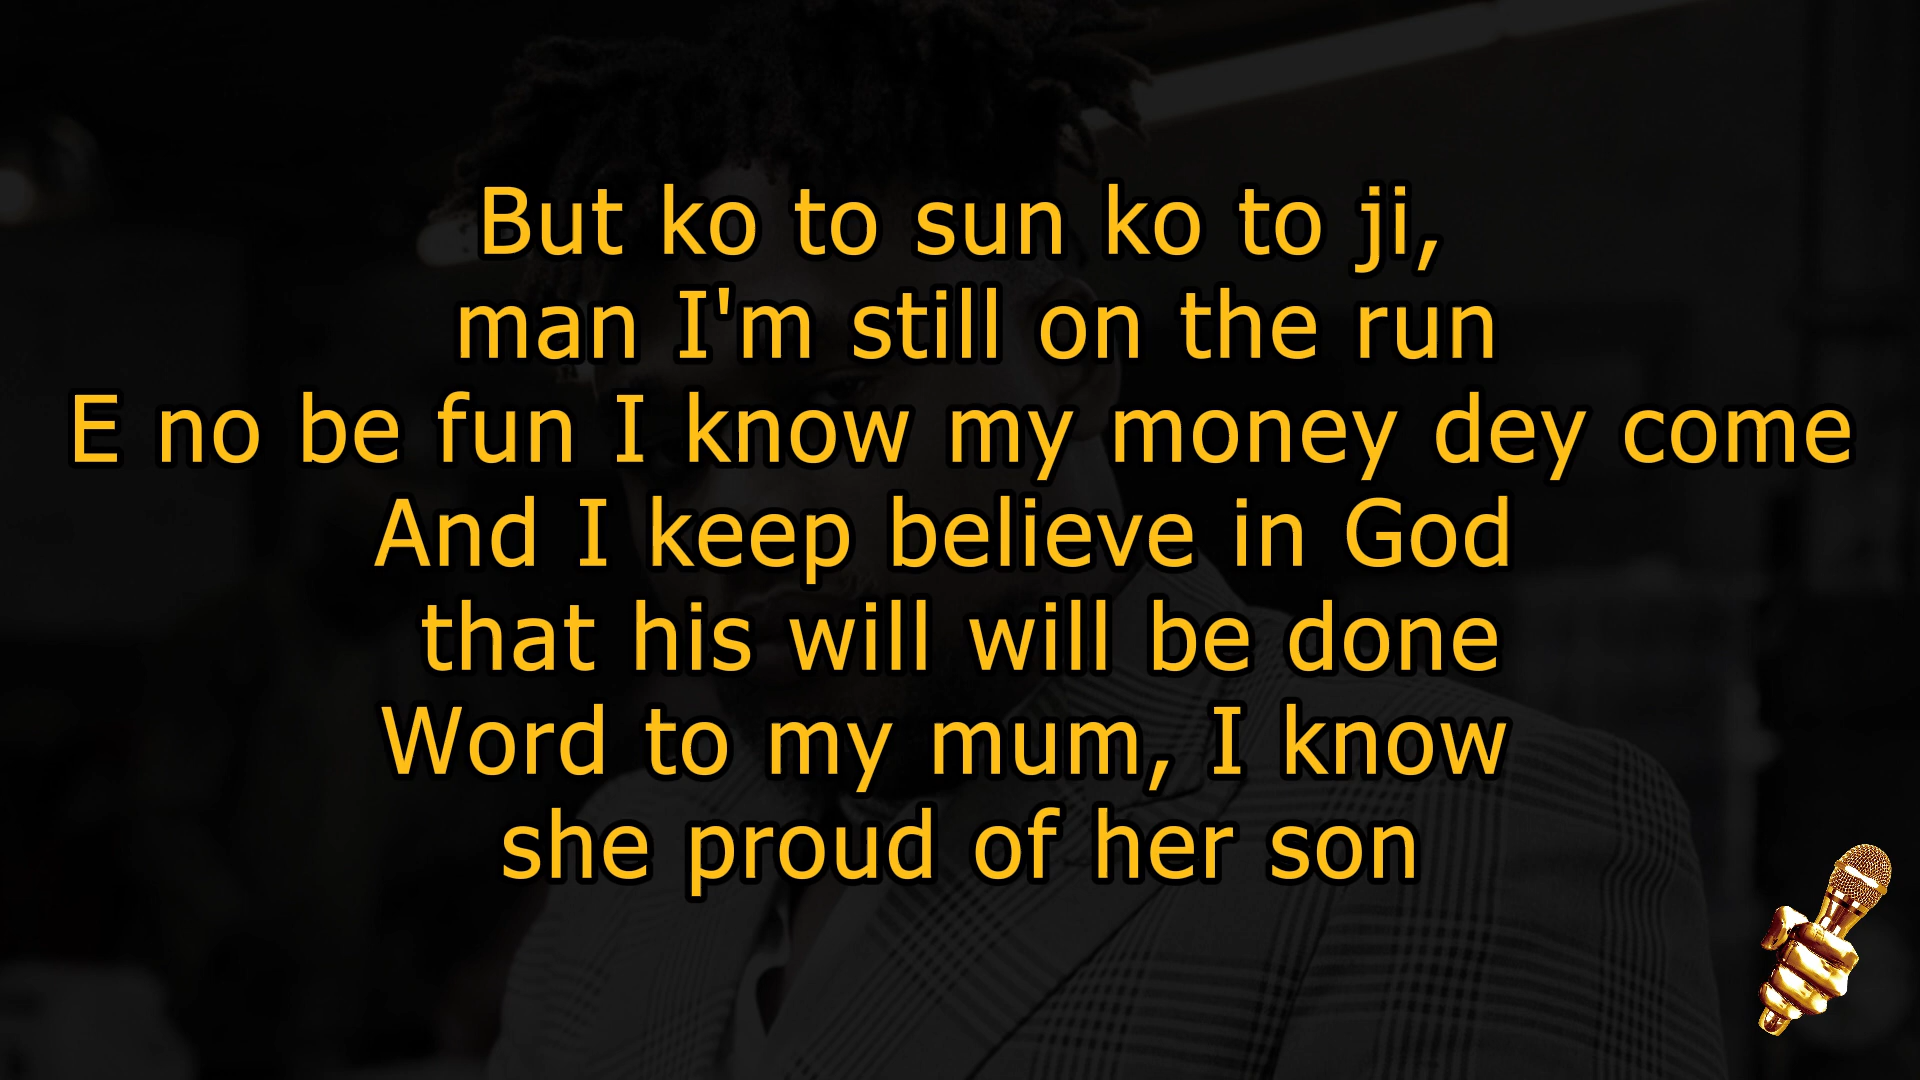 But ko to sun ko to ji,
man I'm still on the run
E no be fun I know my money dey come
And I keep believe in God
that his will will be done
Word to my mum, I know
she proud of her son